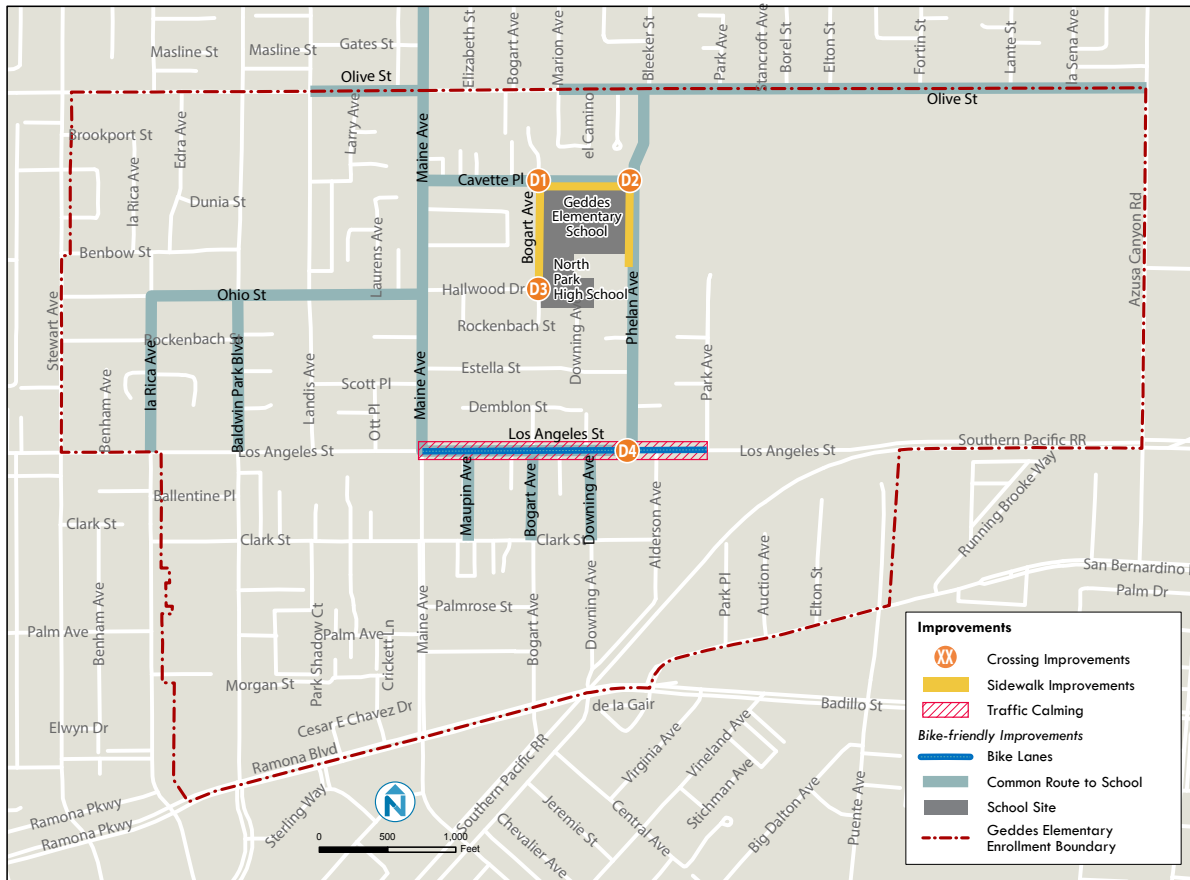 Masline St
Masline St
Gates St
Elizabeth St
Bogart Ave
Marion Ave
Bleeker St
Park Ave
Stancroft Ave
Borel St
Elton St
Fortin St
Lante St
la Sena Ave
Olive St
Olive St
Brookport St
la Rica Ave
Edra Ave
Larry Ave
Maine Ave
el Camino
Cavette Pl
D1
D2
Dunia St
Bogart Ave
Geddes
Elementary
School
Azusa Canyon Rd
Benbow St
Laurens Ave
North
Park
High School
Ohio St
Hallwood Dr
D3
Stewart Ave
Rockenbach St
Rockenbach St
Downing Av
Phelan Ave
la Rica Ave
Baldwin Park Blvd
Landis Ave
Scott Pl
Ott Pl
Maine Ave
Estella St
Park Ave
Benham Ave
Demblon St
Los Angeles St
Los Angeles St
D4
Los Angeles St
Southern Pacific RR
Ballentine Pl
Maupin Ave
Bogart Ave
Downing Ave
Alderson Ave
Running Brooke Way
Clark St
Clark St
Clark St
San Bernardino
Palm Dr
Benham Ave
Palm Ave
Park Shadow Ct
Palm Ave
Crickett Ln
Maine Ave
Palmrose St
Bogart Ave
Downing Ave
Park Pl
Auction Ave
Elton St
Morgan St
Elwyn Dr
Cesar E Chavez Dr
Ramona Blvd
de la Gair
Badillo St
Virginia Ave
Vineland Ave
Stichman Ave
Southern Pacific RR
Ramona Pkwy
Ramona Pkwy
Sterling Way
N
Jeremie St
Chevalier Ave
Central Ave
Big Dalton Ave
Puente Ave
0 500 1,000
Feet
Improvements
XX Crossing Improvements
Sidewalk Improvements
Traffic Calming
Bike-friendly Improvements
Bike Lanes
Common Route to School
School Site
Geddes Elementary
Enrollment Boundary